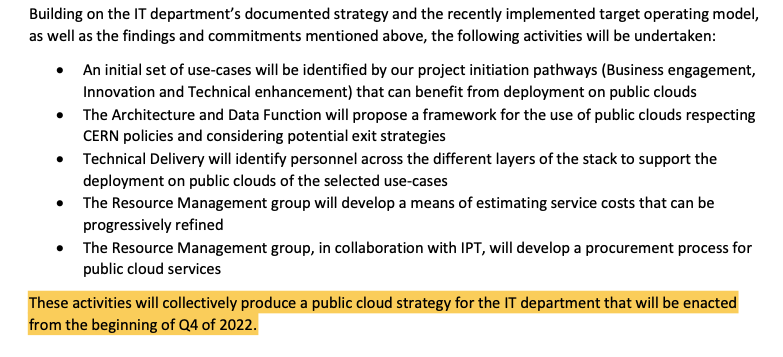 Building on the IT department’s documented strategy and the recently implemented target operating model,
as well as the findings and commitments mentioned above, the following activities will be undertaken:
• An initial set of use-cases will be identified by our project initiation pathways (Business engagement,
Innovation and Technical enhancement) that can benefit from deployment on public clouds
• The Architecture and Data Function will propose a framework for the use of public clouds respecting
CERN policies and considering potential exit strategies
• Technical Delivery will identify personnel across the different layers of the stack to support the
deployment on public clouds of the selected use-cases
• The Resource Management group will develop a means of estimating service costs that can be
progressively refined
• The Resource Management group, in collaboration with IPT, will develop a procurement process for
public cloud services
These activities will collectively produce a public cloud strategy for the IT department that will be enacted
from the beginning of Q4 of 2022.